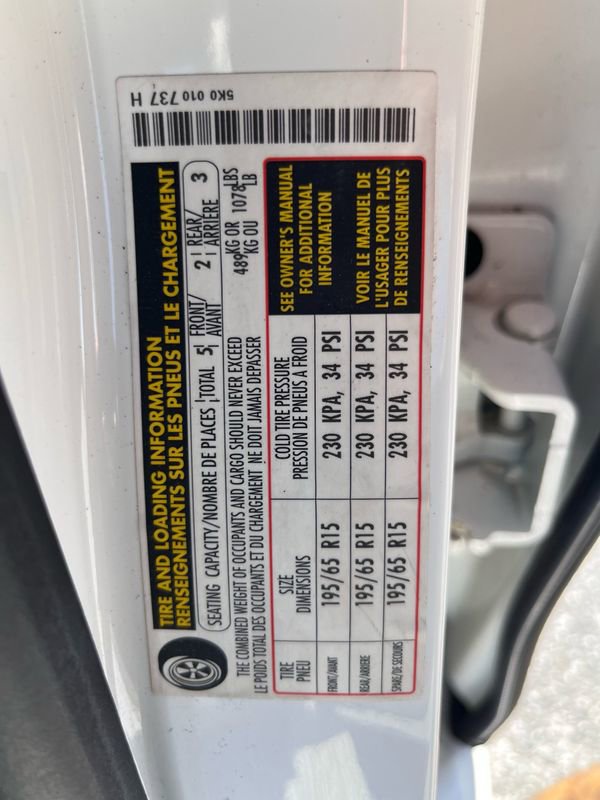 5K0 010 737 H
TIRE AND LOADING INFORMATION
RENSEIGNEMENTS SUR LES PNEUS ET LE CHARGEMENT
SEATING CAPACITY/NOMBRE DE PLACES TOTAL 5 FRONT/AVANT 2 REAR/ARRIÈRE 3
THE COMBINED WEIGHT OF OCCUPANTS AND CARGO SHOULD NEVER EXCEED 489KG OR 1078LBS
LE POIDS TOTAL DES OCCUPANTS ET DU CHARGEMENT NE DOIT JAMAIS DEPASSER KG OU LB
TIRE PNEU
SIZE DIMENSIONS
COLD TIRE PRESSURE
PRESSION DE PNEUS A FROID
FRONT/AVANT 195/65 R15 230 KPA, 34 PSI
REAR/ARRIERE 195/65 R15 230 KPA, 34 PSI
SPARE/DE SECOURS 195/65 R15 230 KPA, 34 PSI
SEE OWNER'S MANUAL
FOR ADDITIONAL
INFORMATION
VOIR LE MANUEL DE
L'USAGER POUR PLUS
DE RENSEIGNEMENTS